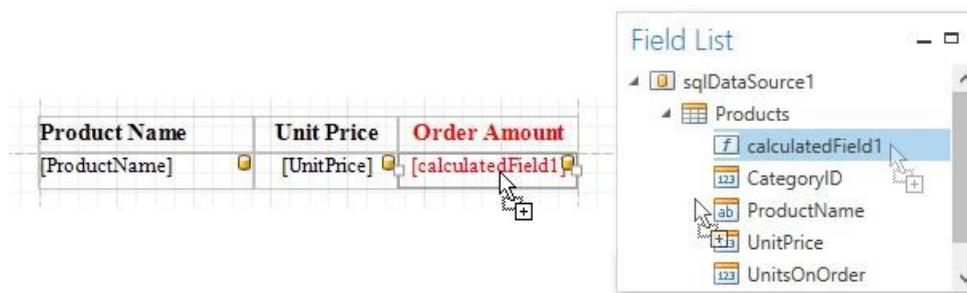 Field List
sqlDataSource1
Products
calculatedField1
CategoryID
ProductName
UnitPrice
UnitsOnOrder
Product Name Unit Price Order Amount
[ProductName] [UnitPrice] [calculatedField1]